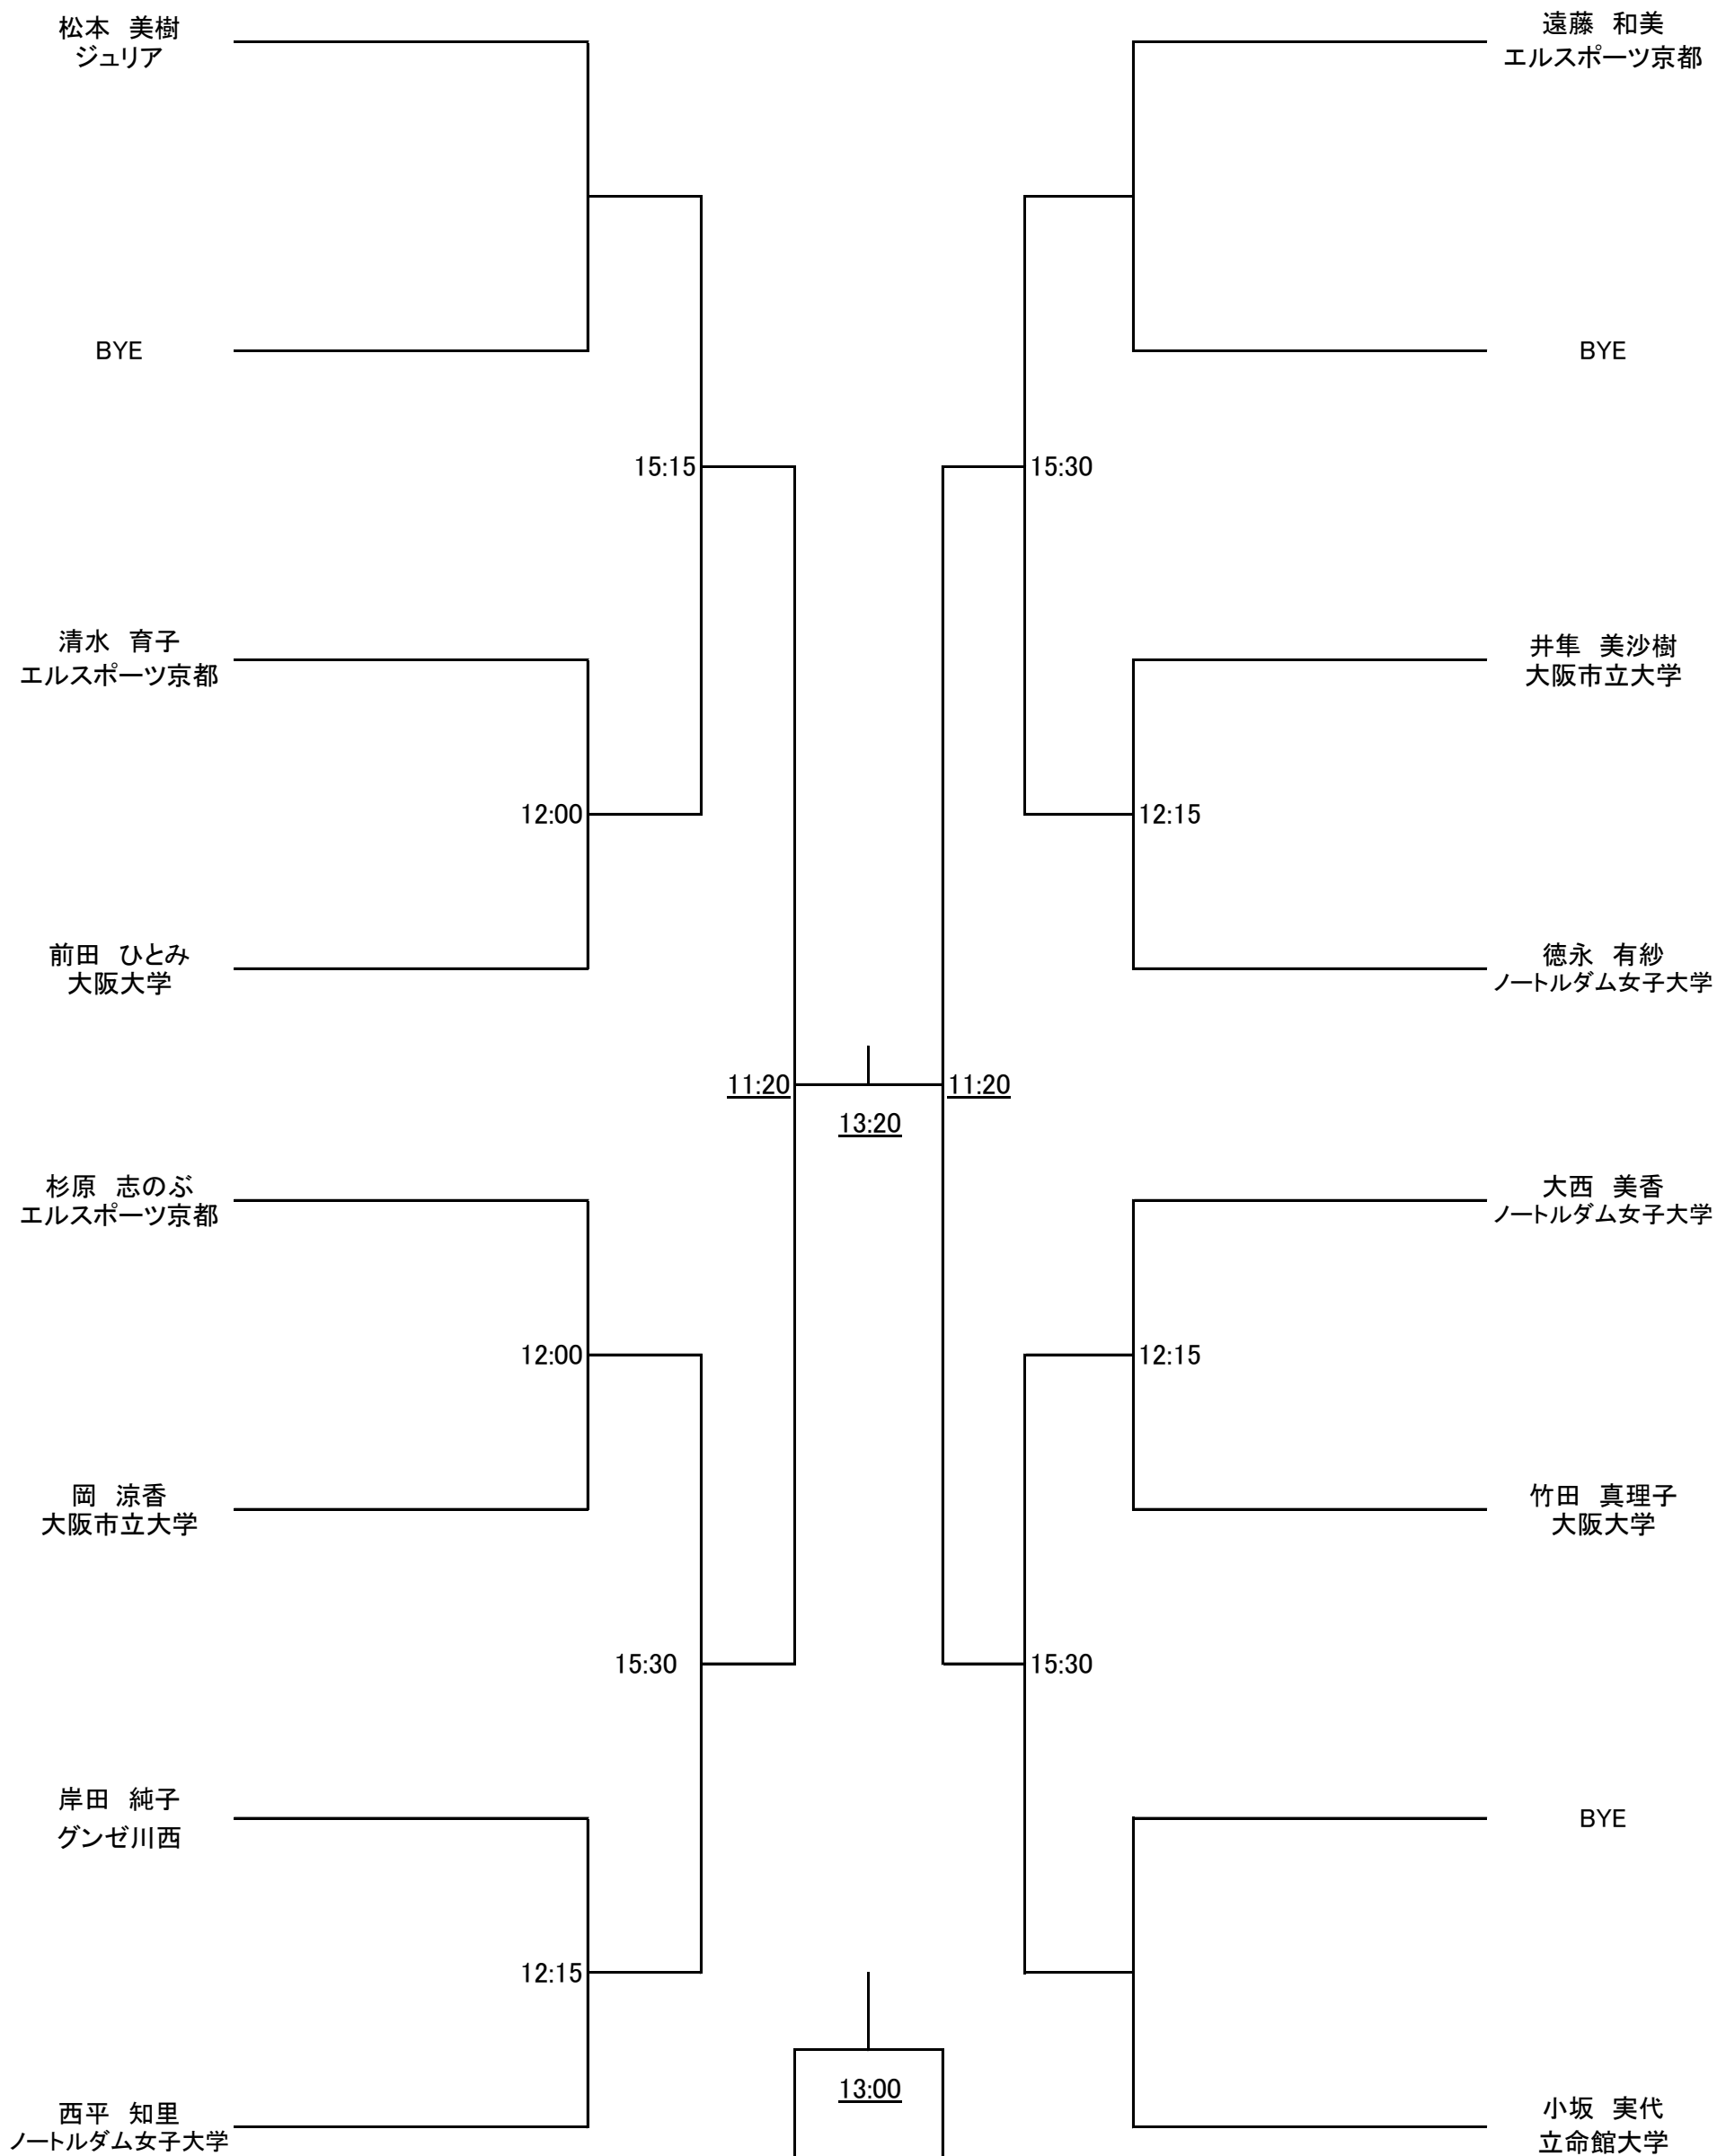 松本　美樹
ジュリア
BYE
15:15
清水　育子
エルスポーツ京都
12:00
前田　ひとみ
大阪大学
11:20
杉原　志のぶ
エルスポーツ京都
12:00
岡　涼香
大阪市立大学
15:30
岸田　純子
グンゼ川西
12:15
西平　知里
ノートルダム女子大学
13:20
13:00
遠藤　和美
エルスポーツ京都
BYE
15:30
井隼　美沙樹
大阪市立大学
12:15
徳永　有紗
ノートルダム女子大学
11:20
大西　美香
ノートルダム女子大学
12:15
竹田　真理子
大阪大学
15:30
BYE
小坂　実代
立命館大学